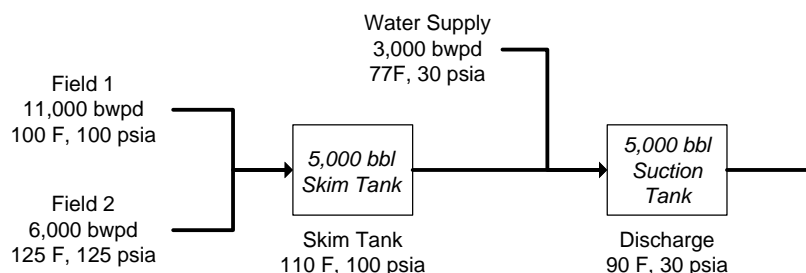 Water Supply
3,000 bwpd
77F, 30 psia
Field 1
11,000 bwpd
100 F, 100 psia
5,000 bbl
Skim Tank
5,000 bbl
Suction
Tank
Field 2
6,000 bwpd
125 F, 125 psia
Skim Tank
110 F, 100 psia
Discharge
90 F, 30 psia